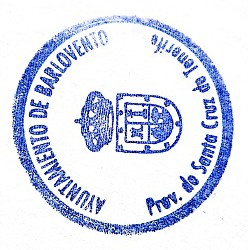 AYUNTAMIENTO DE BARLOVENTO
Prov. de Santa Cruz de Tenerife